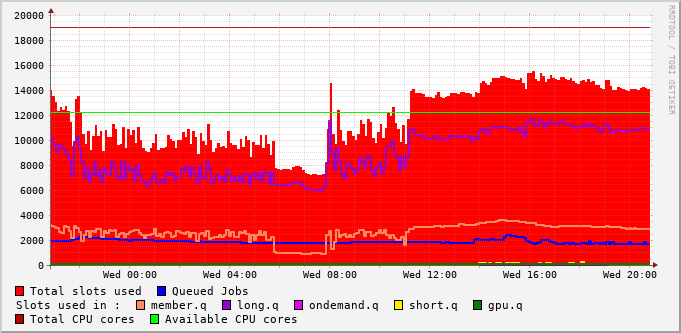 20000
18000
16000
14000
12000
10000
8000
6000
4000
2000
0
Wed 00:00 Wed 04:00 Wed 08:00 Wed 12:00 Wed 16:00 Wed 20:00
RRDTOOL / TOBI OETIKER
Total slots used Queued Jobs
Slots used in : member.q long.q ondemand.q short.q gpu.q
Total CPU cores Available CPU cores